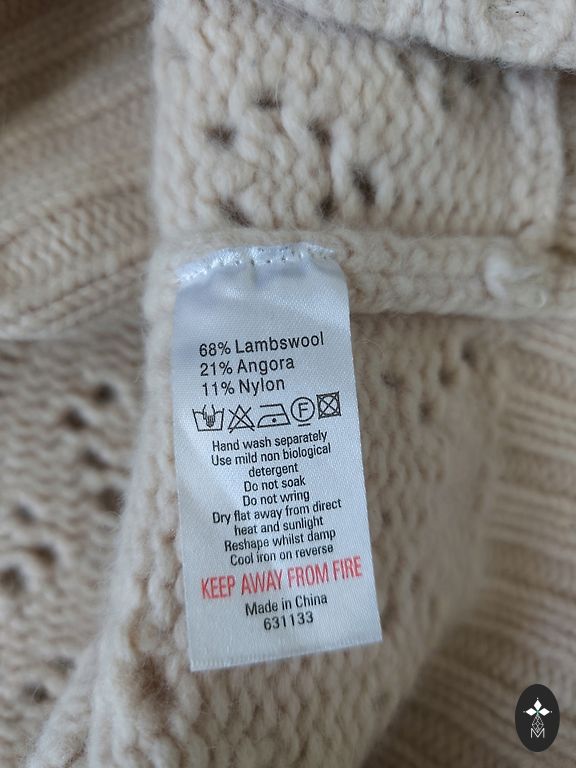 68% Lambswool
21% Angora
11% Nylon
Hand wash separately
Use mild non biological
detergent
Do not soak
Do not wring
Dry flat away from direct
heat and sunlight
Reshape whilst damp
Cool iron on reverse
KEEP AWAY FROM FIRE
Made in China
631133